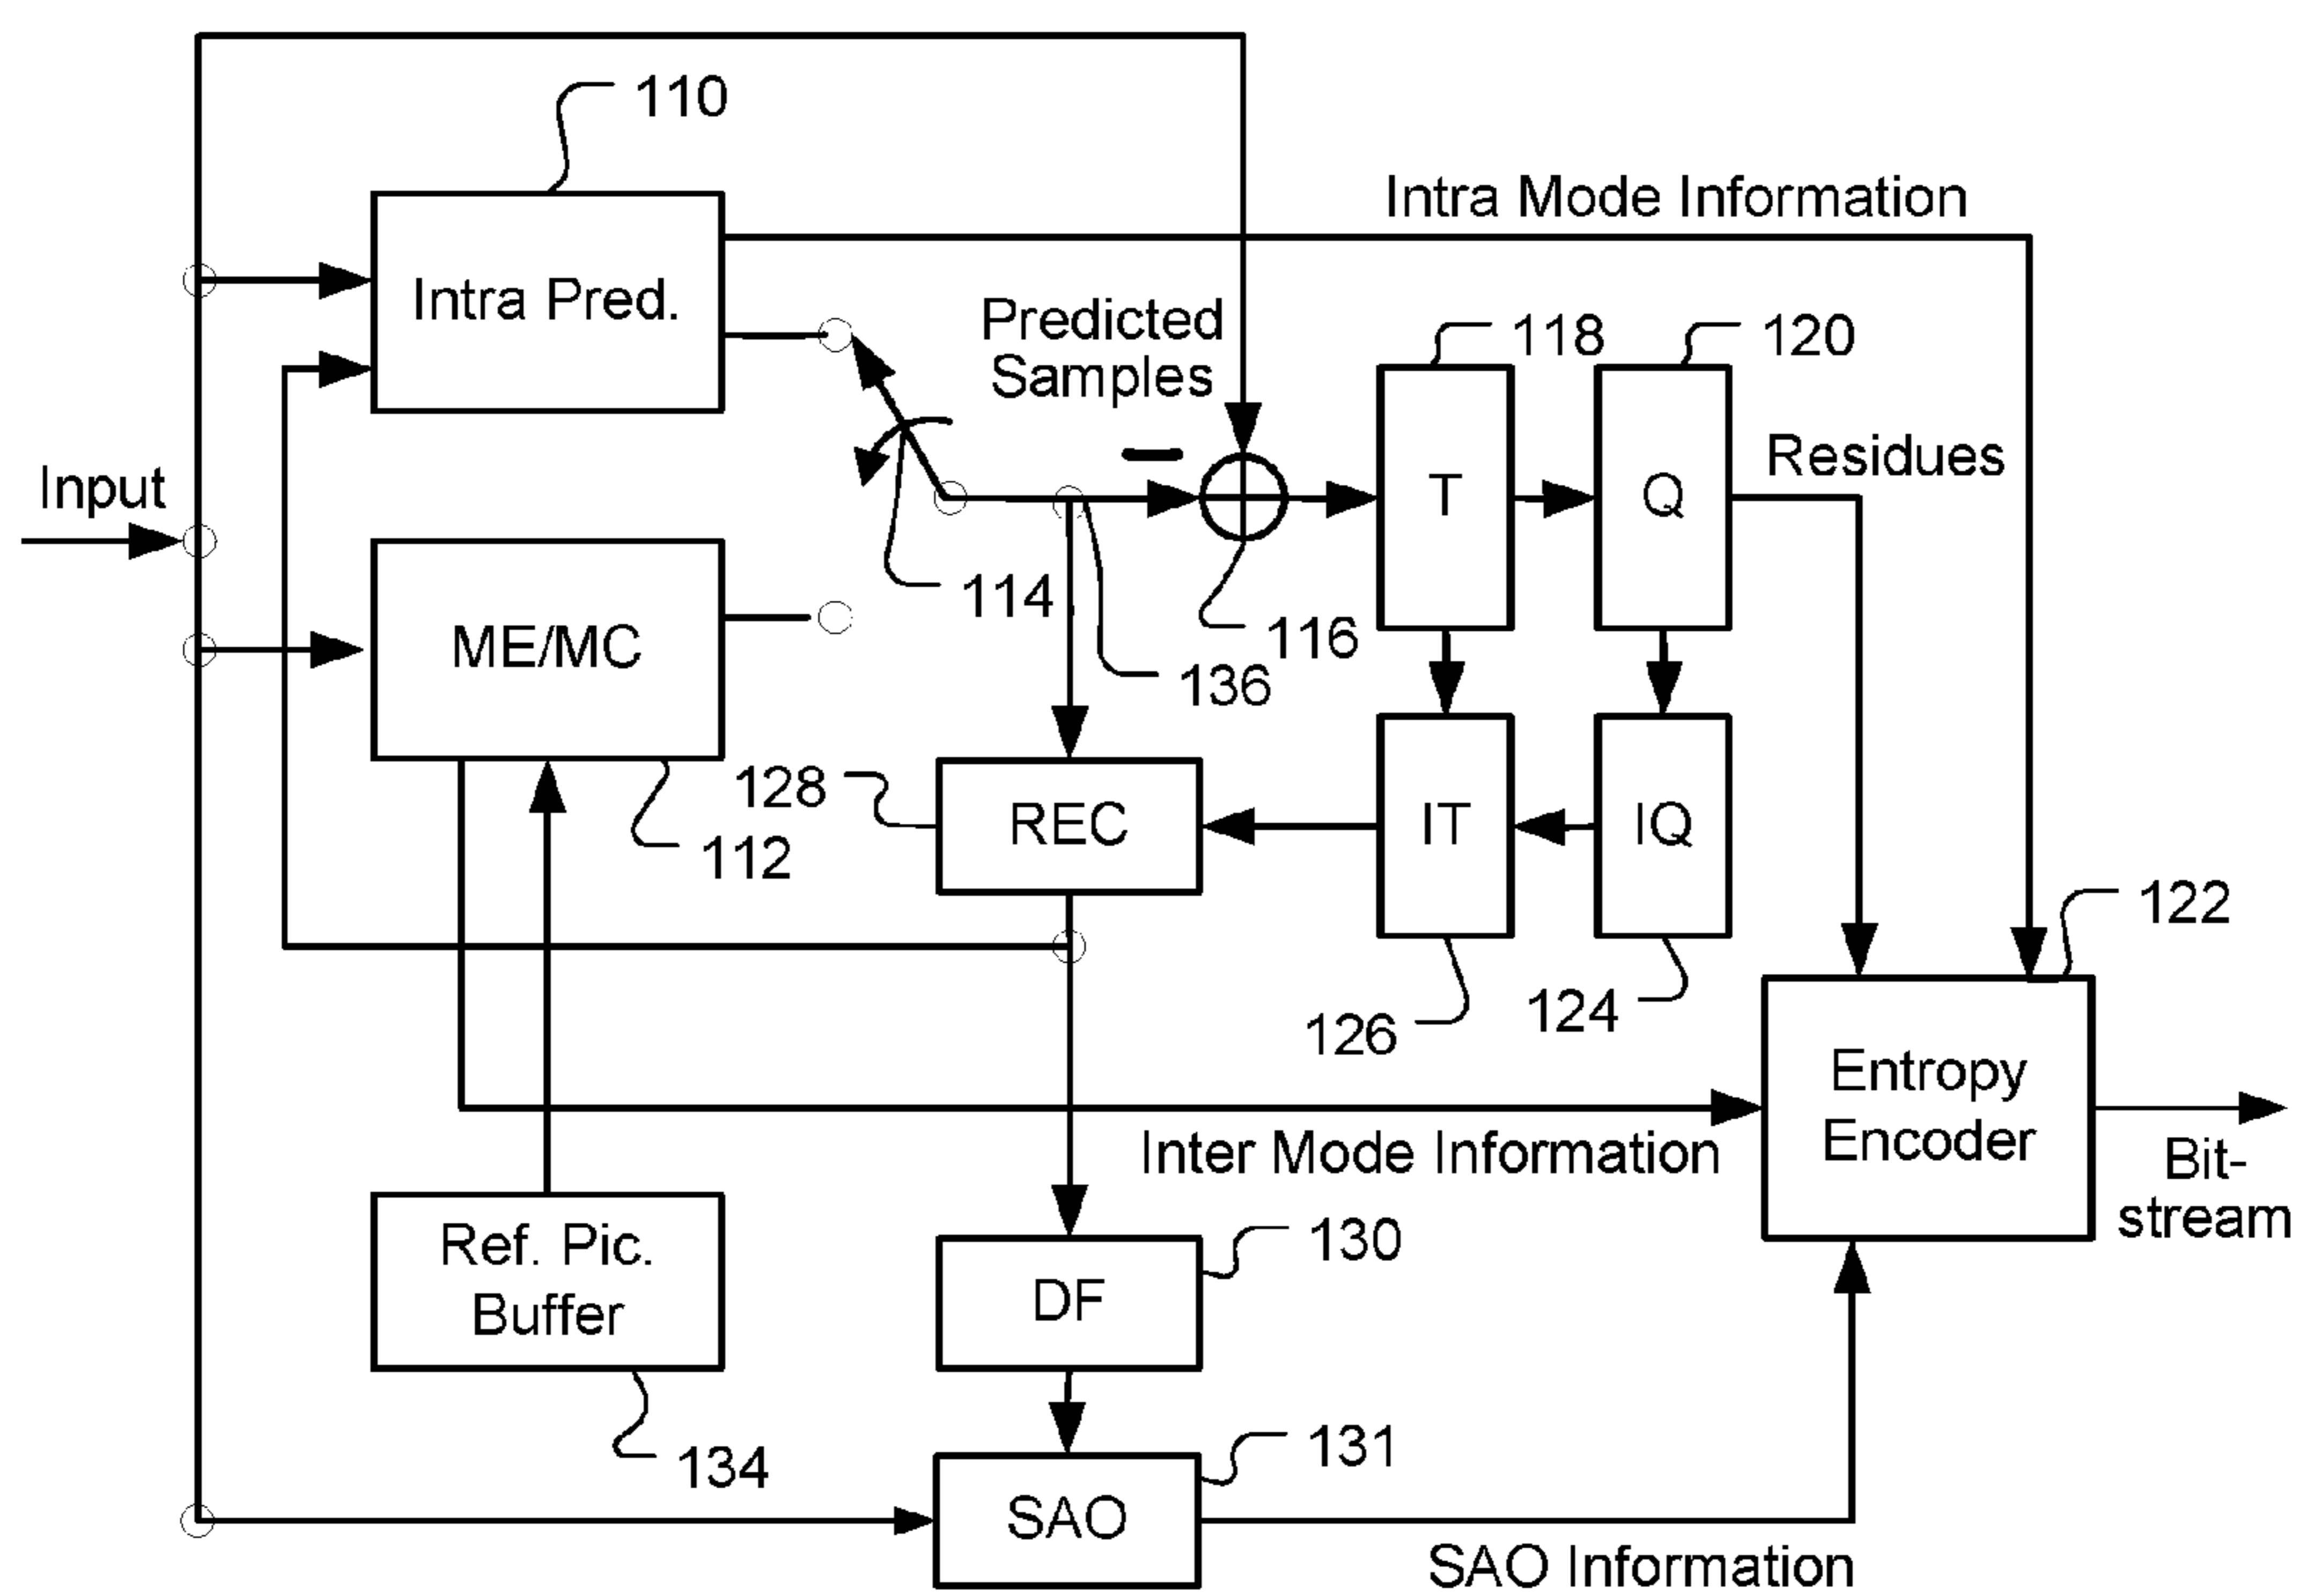 110
Intra Mode Information
Intra Pred.
Predicted
Samples
118
120
Input
T
Q
Residues
114
116
ME/MC
136
128
REC
IT
IQ
112
122
124
126
Entropy
Encoder
Inter Mode Information
Bit-
stream
Ref. Pic.
Buffer
130
DF
134
131
SAO
SAO Information